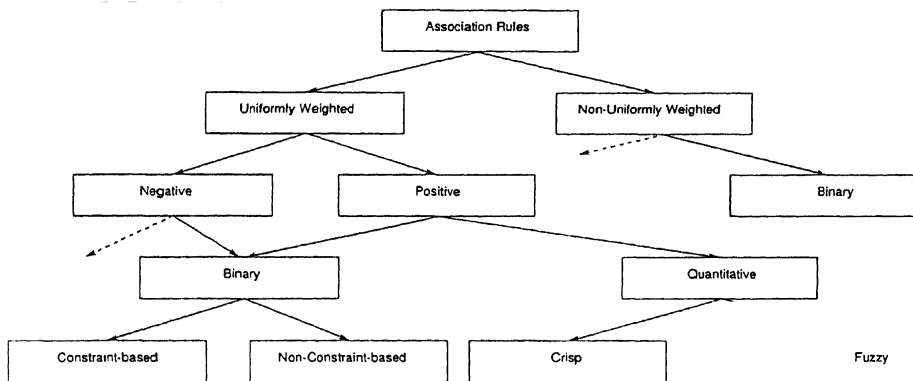 Association Rules
Uniformly Weighted
Non-Uniformly Weighted
Negative
Positive
Binary
Binary
Quantitative
Constraint-based
Non-Constraint-based
Crisp
Fuzzy